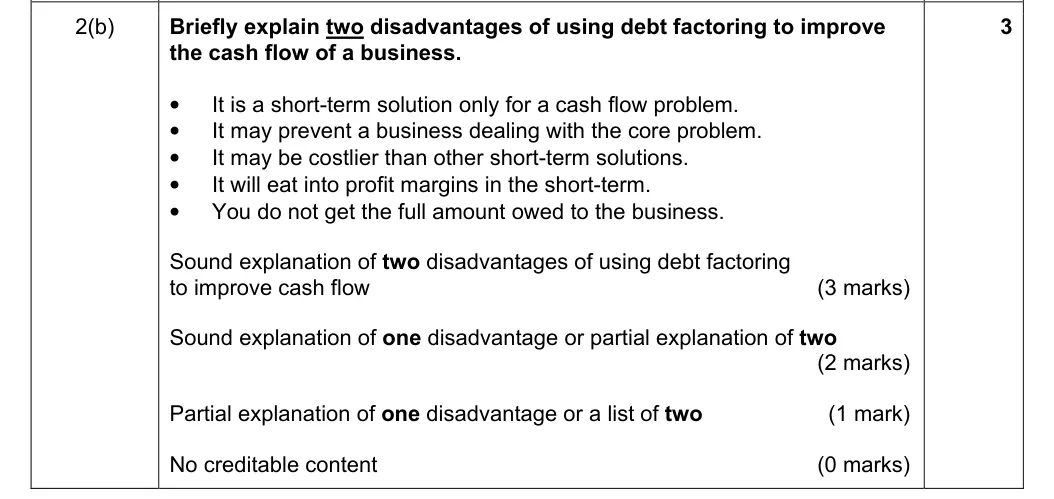 2(b)
Briefly explain two disadvantages of using debt factoring to improve
the cash flow of a business.
3
• It is a short-term solution only for a cash flow problem.
• It may prevent a business dealing with the core problem.
• It may be costlier than other short-term solutions.
• It will eat into profit margins in the short-term.
• You do not get the full amount owed to the business.
Sound explanation of two disadvantages of using debt factoring
to improve cash flow (3 marks)
Sound explanation of one disadvantage or partial explanation of two
(2 marks)
Partial explanation of one disadvantage or a list of two (1 mark)
No creditable content (0 marks)